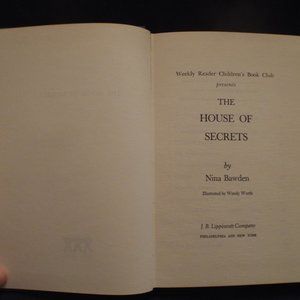 Weekly Reader Children's Book Club
presents
THE
HOUSE OF
SECRETS
by
Nina Bawden
Illustrated by Wendy Worth
J. B. Lippincott Company
PHILADELPHIA AND NEW YORK